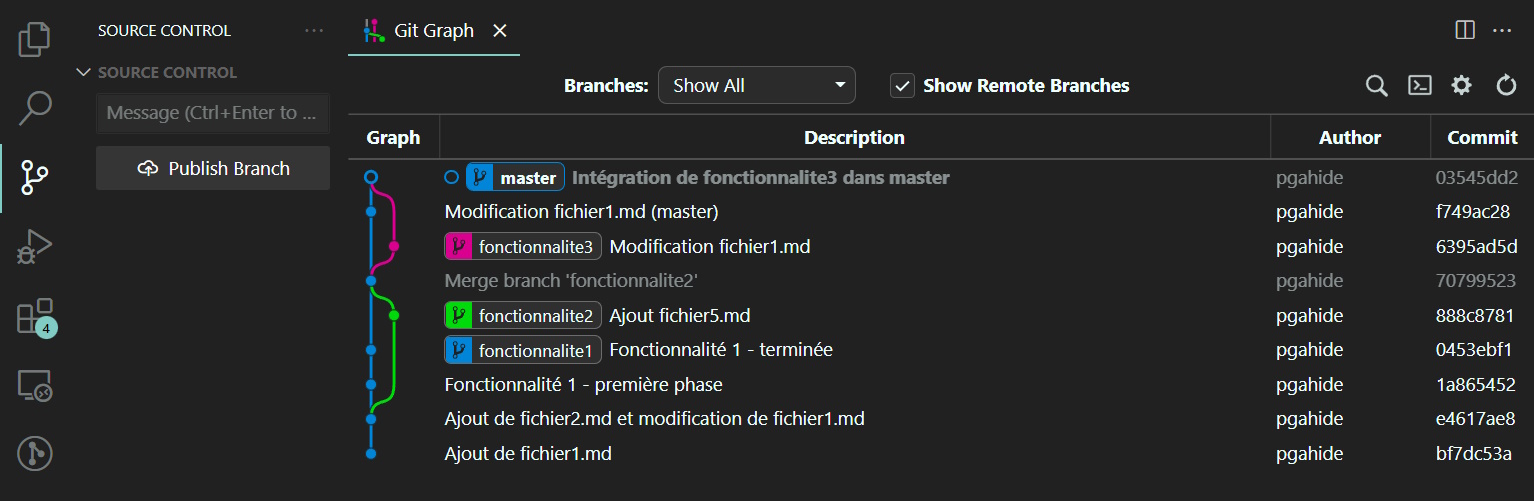 SOURCE CONTROL ···
Git Graph
SOURCE CONTROL
Message (Ctrl+Enter to ...
Publish Branch
4
Branches: Show All Show Remote Branches
Graph Description Author Commit
master Intégration de fonctionnalite3 dans master pgahide 03545dd2
Modification fichier1.md (master) pgahide f749ac28
fonctionnalite3 Modification fichier1.md pgahide 6395ad5d
Merge branch 'fonctionnalite2' pgahide 70799523
fonctionnalite2 Ajout fichier5.md pgahide 888c8781
fonctionnalite1 Fonctionnalité 1 - terminée pgahide 0453ebf1
Fonctionnalité 1 - première phase pgahide 1a865452
Ajout de fichier2.md et modification de fichier1.md pgahide e4617ae8
Ajout de fichier1.md pgahide bf7dc53a